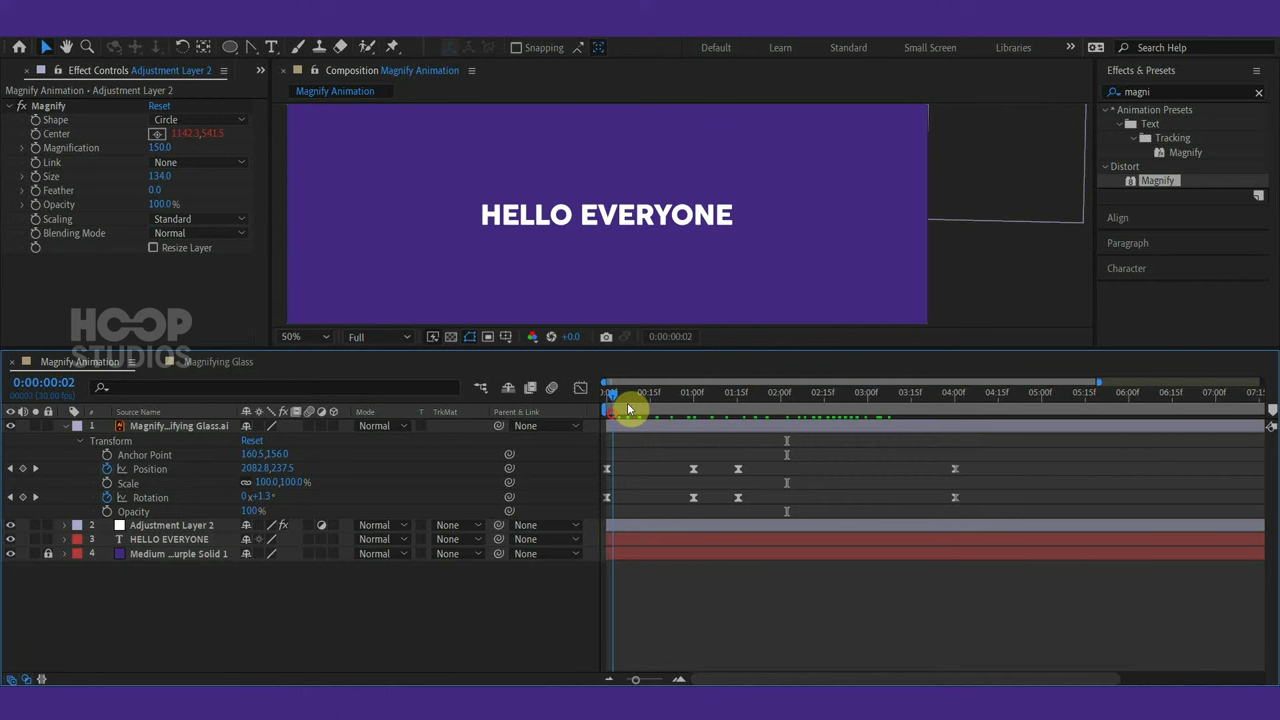 Snapping
Default
Learn
Standard
Small Screen
Libraries
Search Help
Effect Controls Adjustment Layer 2
Composition Magnify Animation
Effects & Presets
Magnify Animation • Adjustment Layer 2
Magnify Animation
magni
fx Magnify Reset
Shape Circle
Center 1142.3,541.5
Magnification 150.0
Link None
Size 134.0
Feather 0.0
Opacity 100.0 %
Scaling Standard
Blending Mode Normal
Resize Layer
* Animation Presets
Text
Tracking
Magnify
Distort
Magnify
Align
Paragraph
Character
HELLO EVERYONE
50%
Full
+0.0
0:00:00:02
HOOP
STUDIOS
Magnify Animation
Magnifying Glass
0:00:00:02
00002 (30.00 fps)
00:15f 01:00f 01:15f 02:00f 02:15f 03:00f 03:15f 04:00f 04:15f 05:00f 05:15f 06:00f 06:15f 07:00f
# Source Name Mode T TrkMat Parent & Link
1 Magnify...ifying Glass.ai Normal None
Transform Reset
Anchor Point 160.5,156.0
Position 2082.8,237.5
Scale 100.0,100.0%
Rotation 0x+1.3°
Opacity 100%
2 Adjustment Layer 2 fx Normal None None
3 T HELLO EVERYONE Normal None None
4 Medium ...urple Solid 1 Normal None None